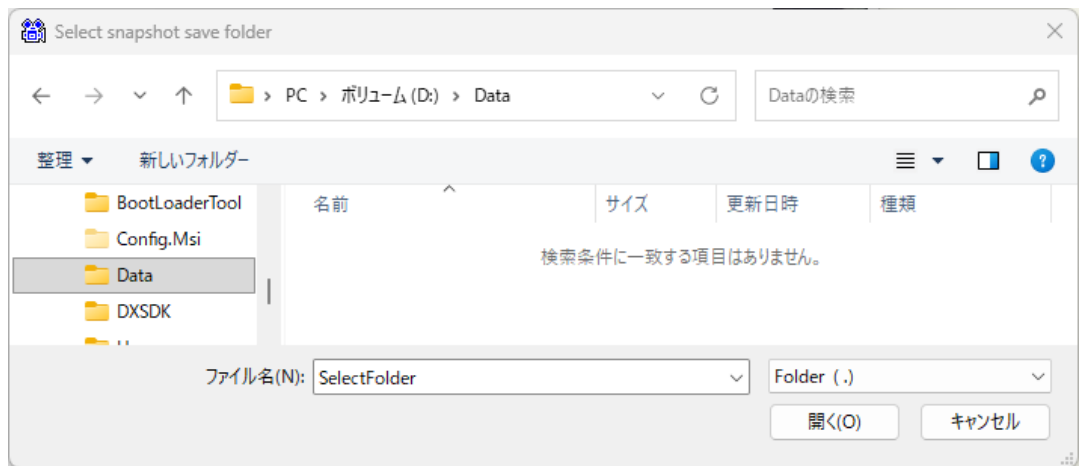 Select snapshot save folder
PC > ボリューム (D:) > Data
Dataの検索
整理
新しいフォルダー
BootLoaderTool
Config.Msi
Data
DXSDK
名前 サイズ 更新日時 種類
検索条件に一致する項目はありません。
ファイル名(N): SelectFolder
Folder (.)
開く(O) キャンセル